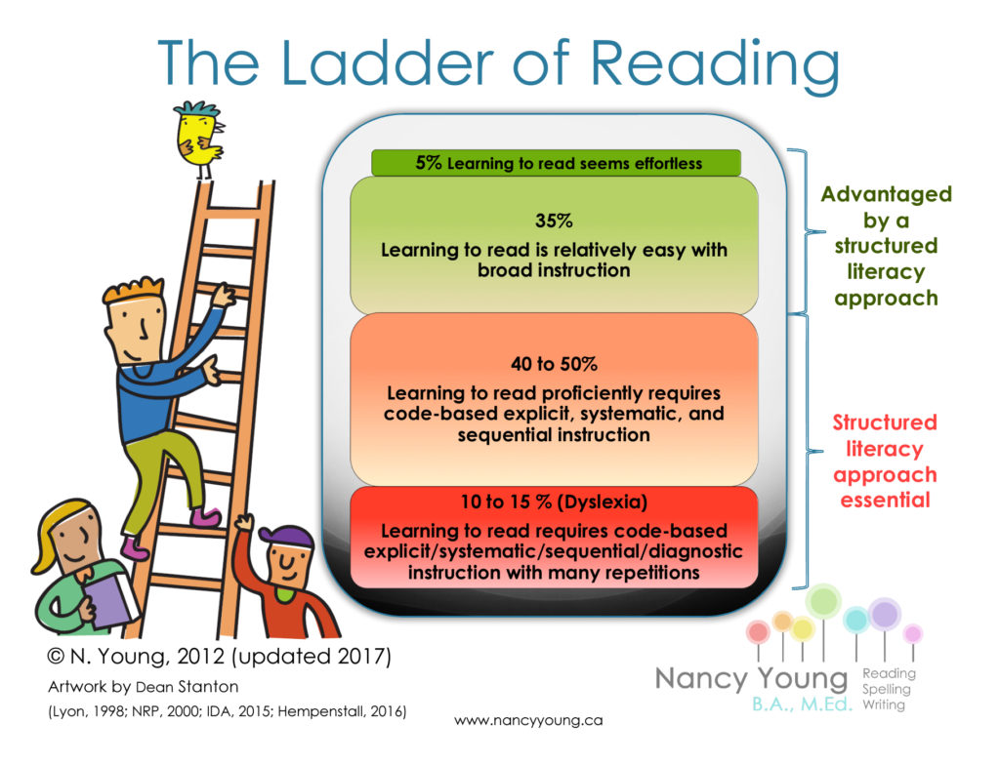 The Ladder of Reading
5% Learning to read seems effortless
35%
Learning to read is relatively easy with
broad instruction
40 to 50%
Learning to read proficiently requires
code-based explicit, systematic, and
sequential instruction
10 to 15 % (Dyslexia)
Learning to read requires code-based
explicit/systematic/sequential/diagnostic
instruction with many repetitions
Advantaged
by a
structured
literacy
approach
Structured
literacy
approach
essential
© N. Young, 2012 (updated 2017)
Artwork by Dean Stanton
(Lyon, 1998; NRP, 2000; IDA, 2015; Hempenstall, 2016)
www.nancyyoung.ca
Nancy Young
B.A., M.Ed.
Reading
Spelling
Writing